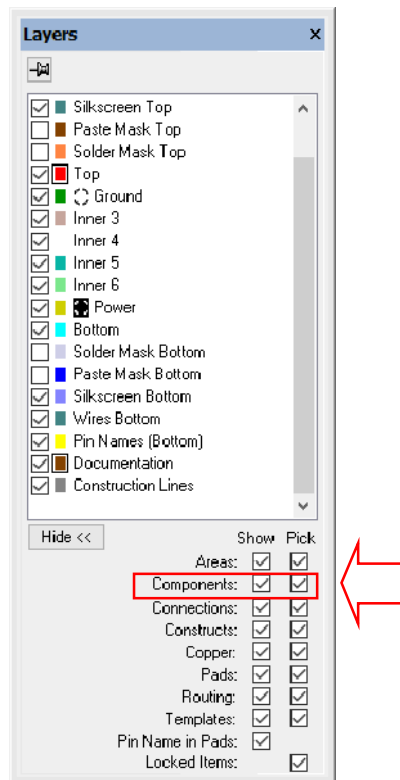 Layers x
Silkscreen Top
Paste Mask Top
Solder Mask Top
Top
Ground
Inner 3
Inner 4
Inner 5
Inner 6
Power
Bottom
Solder Mask Bottom
Paste Mask Bottom
Silkscreen Bottom
Wires Bottom
Pin Names (Bottom)
Documentation
Construction Lines
Hide << Show Pick
Areas:
Components:
Connections:
Constructs:
Copper:
Pads:
Routing:
Templates:
Pin Name in Pads:
Locked Items: